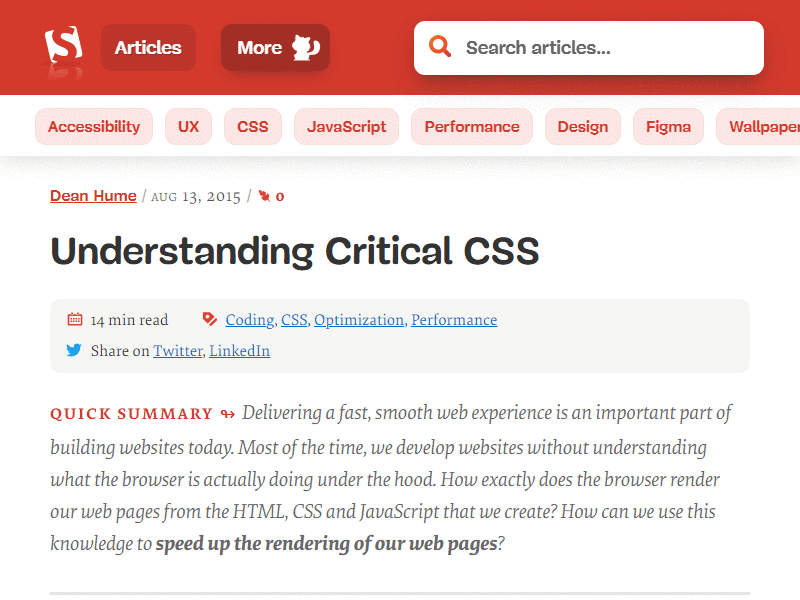 Articles More Search articles...
Accessibility UX CSS JavaScript Performance Design Figma Wallpaper
Dean Hume / AUG 13, 2015 / 0
Understanding Critical CSS
14 min read Coding, CSS, Optimization, Performance
Share on Twitter, LinkedIn
QUICK SUMMARY ↬ Delivering a fast, smooth web experience is an important part of
building websites today. Most of the time, we develop websites without understanding
what the browser is actually doing under the hood. How exactly does the browser render
our web pages from the HTML, CSS and JavaScript that we create? How can we use this
knowledge to speed up the rendering of our web pages?